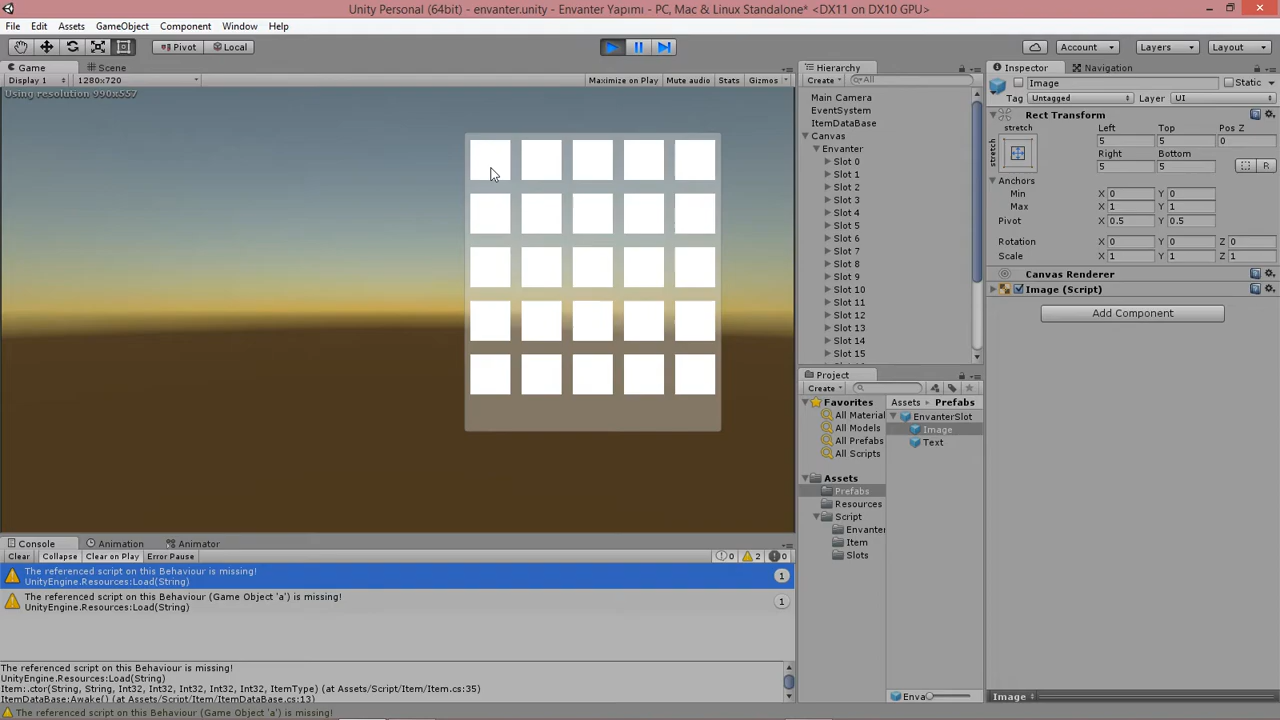 Unity Personal (64bit) - envanter.unity - Envanter Yapımı - PC, Mac & Linux Standalone* <DX11 on DX10 GPU>
File Edit Assets GameObject Component Window Help
Pivot Local Account Layers Layout
Game Scene
Display 1 1280x720 Maximize on Play Mute audio Stats Gizmos
Using resolution 990x557
Hierarchy
Create All
Main Camera
EventSystem
ItemDataBase
Canvas
Envanter
Slot 0
Slot 1
Slot 2
Slot 3
Slot 4
Slot 5
Slot 6
Slot 7
Slot 8
Slot 9
Slot 10
Slot 11
Slot 12
Slot 13
Slot 14
Slot 15
Inspector Navigation
Image Static
Tag Untagged Layer UI
Rect Transform
stretch Left Top Pos Z
stretch 5 5 0
Right Bottom
5 5 R
Anchors
Min X 0 Y 0
Max X 1 Y 1
Pivot X 0.5 Y 0.5
Rotation X 0 Y 0 Z 0
Scale X 1 Y 1 Z 1
Canvas Renderer
Image (Script)
Add Component
Project
Create
Favorites
All Material
All Models
All Prefabs
All Scripts
Assets
Prefabs
Resources
Script
Envanter
Item
Slots
Assets Prefabs
EnvanterSlot
Image
Text
Enva
Image
Console Animation Animator
Clear Collapse Clear on Play Error Pause 0 2 0
The referenced script on this Behaviour is missing!
UnityEngine.Resources:Load(String) 1
The referenced script on this Behaviour (Game Object 'a') is missing!
UnityEngine.Resources:Load(String) 1
The referenced script on this Behaviour is missing!
UnityEngine.Resources:Load(String)
Item:.ctor(String, String, Int32, Int32, Int32, Int32, Int32, ItemType) (at Assets/Script/Item/Item.cs:35)
ItemDataBase:Awake() (at Assets/Script/Item/ItemDataBase.cs:13)
The referenced script on this Behaviour (Game Object 'a') is missing!